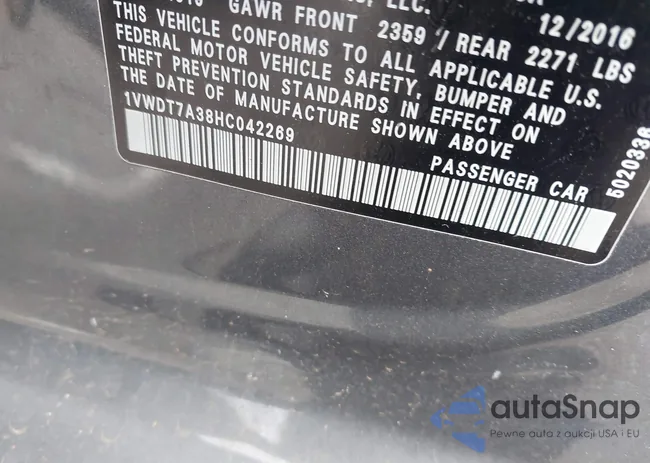 GAWR FRONT 2359 / REAR 2271 LBS
LLC.
12/2016
THIS VEHICLE CONFORMS TO ALL APPLICABLE U.S.
FEDERAL MOTOR VEHICLE SAFETY, BUMPER AND
THEFT PREVENTION STANDARDS IN EFFECT ON
THE DATE OF MANUFACTURE SHOWN ABOVE
1VWDT7A38HC042269
PASSENGER CAR
5020336
autaSnap
Pewne auta z aukcji USA i EU